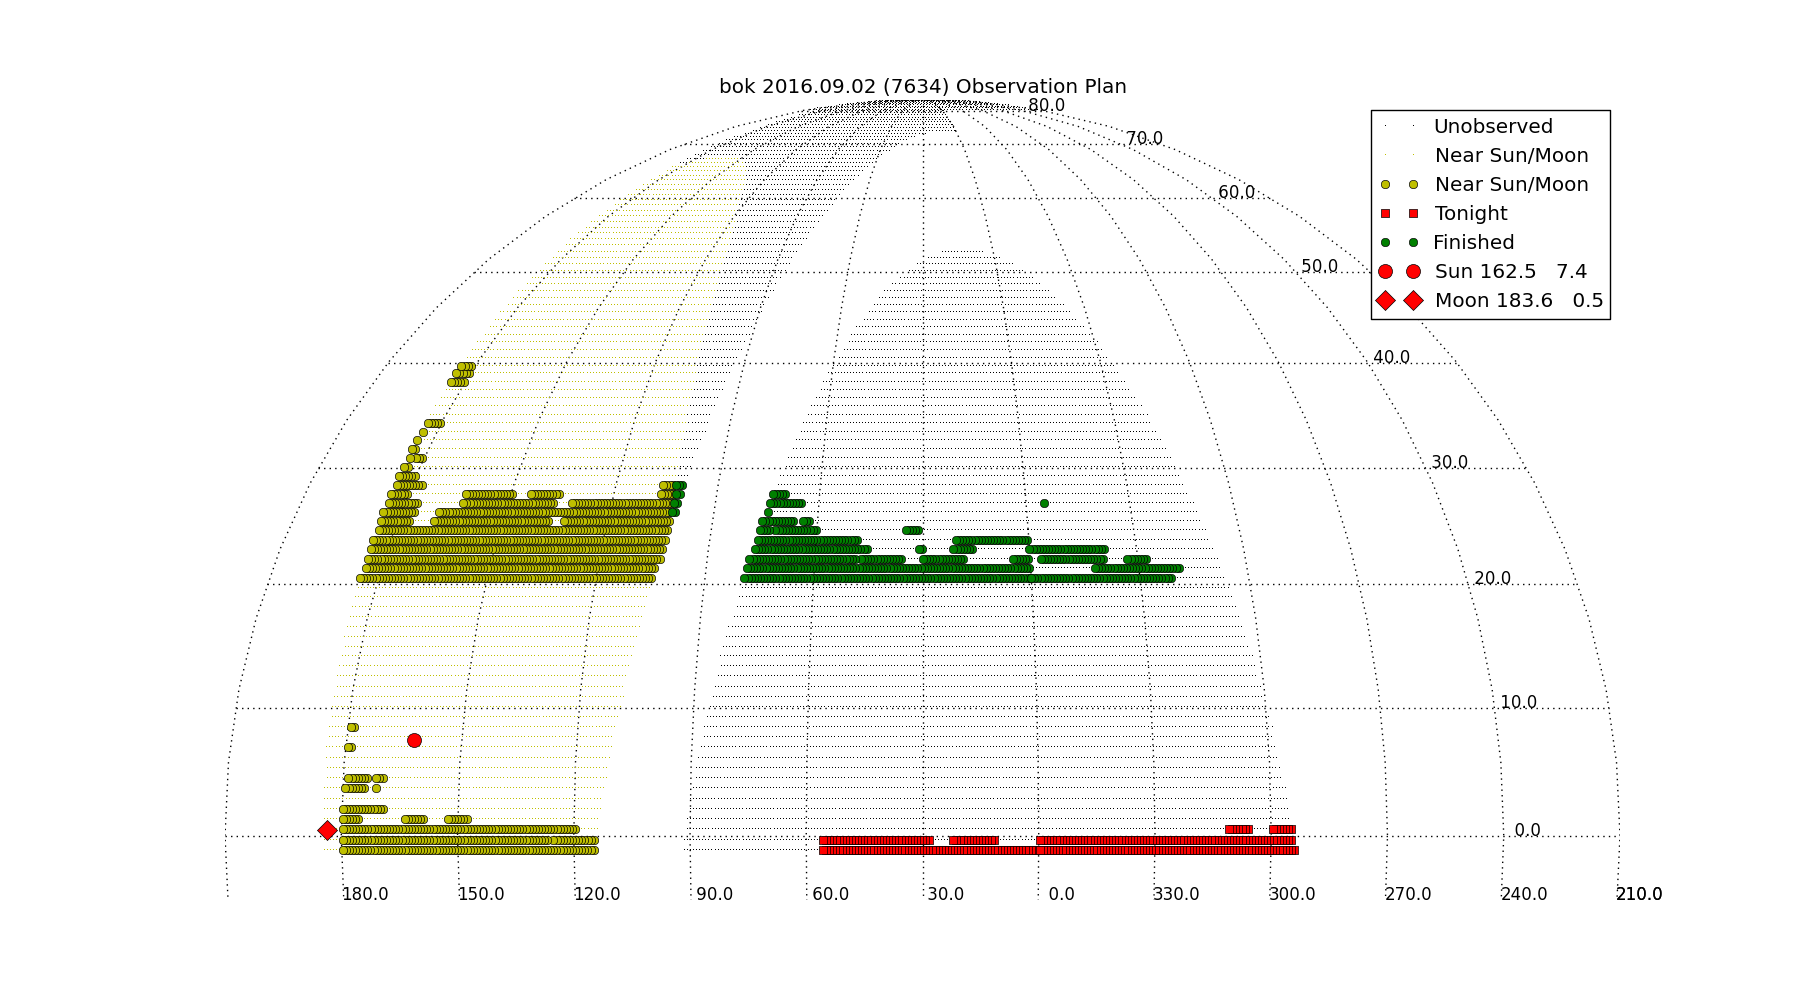 bok 2016.09.02 (7634) Observation Plan
Unobserved
Near Sun/Moon
Near Sun/Moon
Tonight
Finished
Sun 162.5 7.4
Moon 183.6 0.5
80.0
70.0
60.0
50.0
40.0
30.0
20.0
10.0
0.0
180.0 150.0 120.0 90.0 60.0 30.0 0.0 330.0 300.0 270.0 240.0 210.0